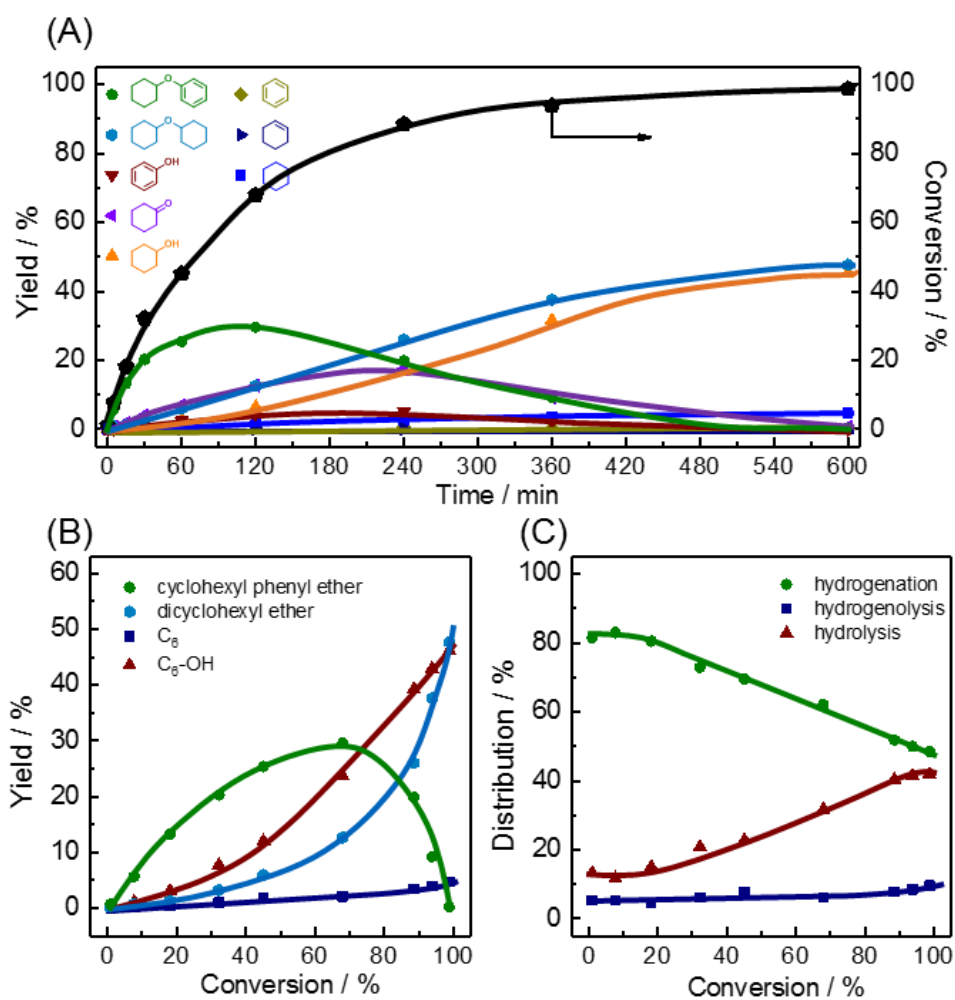 (A)
100
80
60
40
20
0
Yield / %
O
O
OH
O
OH
100
80
60
40
20
0
Conversion / %
0 60 120 180 240 300 360 420 480 540 600
Time / min
(B)
60
50
40
30
20
10
0
Yield / %
cyclohexyl phenyl ether
dicyclohexyl ether
C6
C6-OH
0 20 40 60 80 100
Conversion / %
(C)
100
80
60
40
20
0
Distribution / %
hydrogenation
hydrogenolysis
hydrolysis
0 20 40 60 80 100
Conversion / %